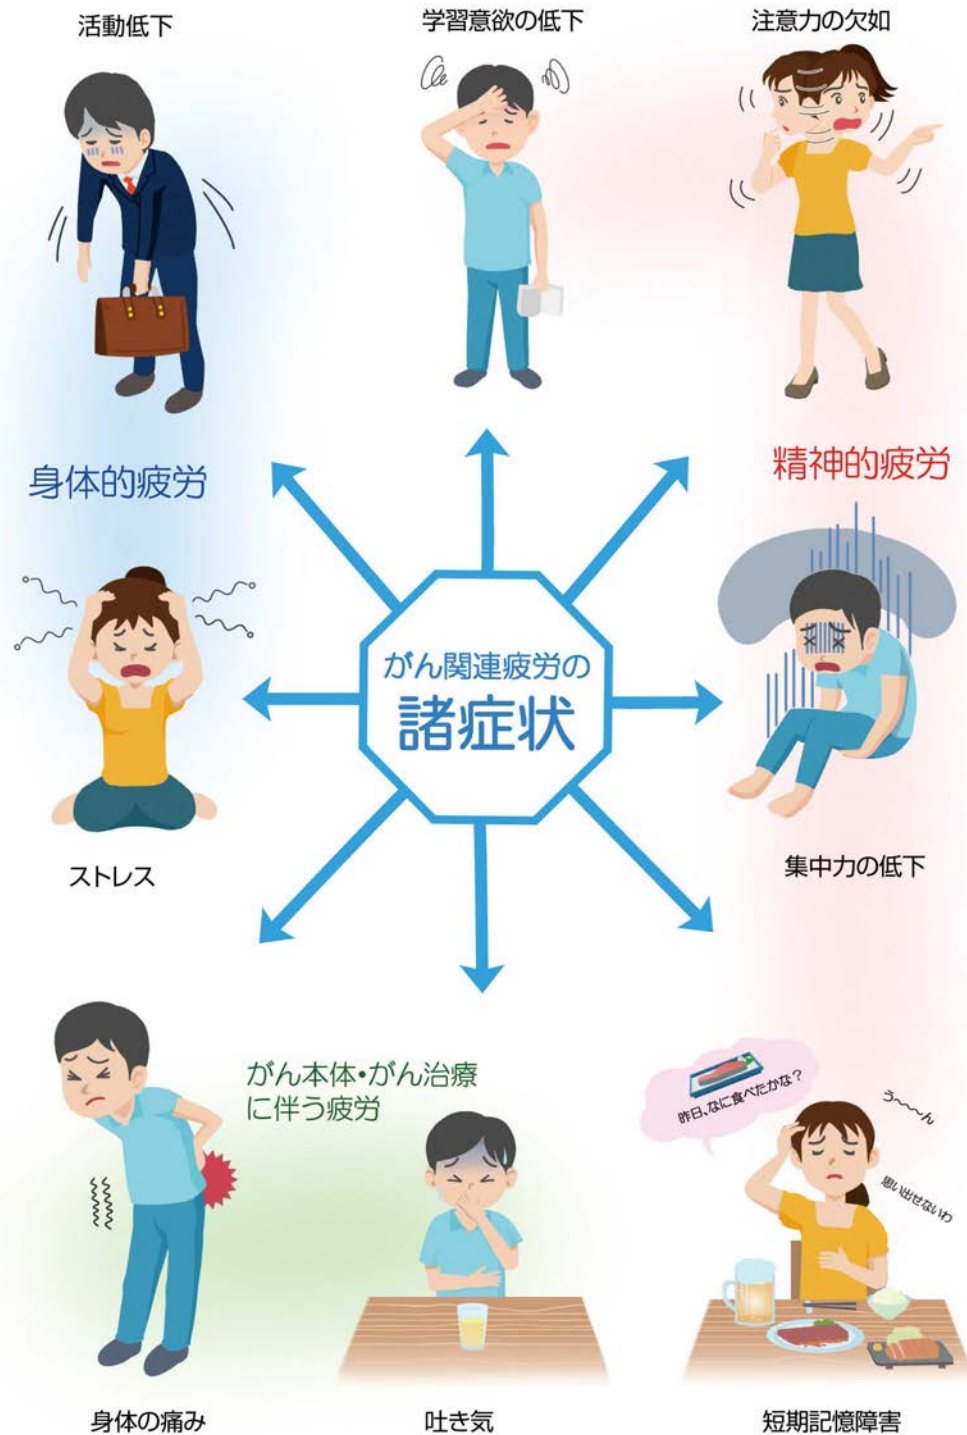 活動低下
学習意欲の低下
注意力の欠如
身体的疲労
精神的疲労
がん関連疲労の
諸症状
ストレス
集中力の低下
がん本体・がん治療
に伴う疲労
昨日、なに食べたかな？
う〜〜〜ん
思い出せないわ
身体の痛み
吐き気
短期記憶障害